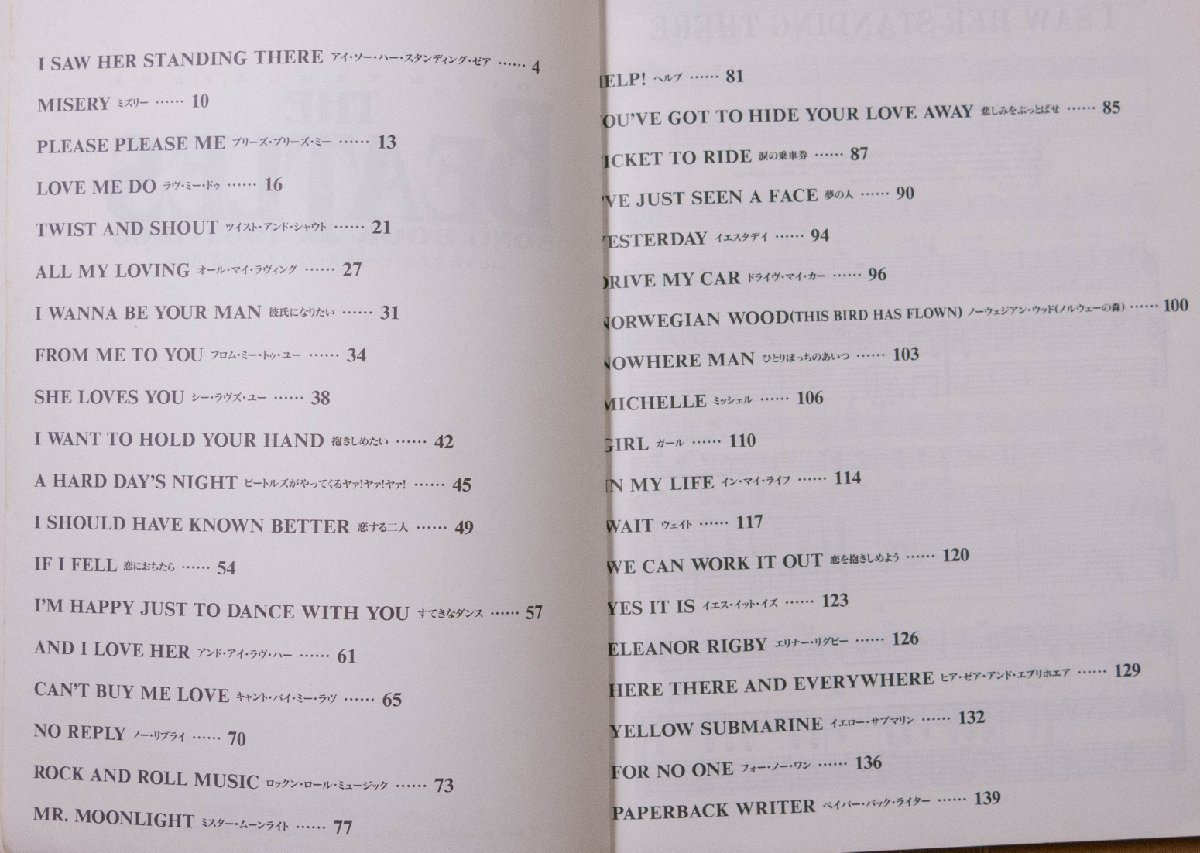 I SAW HER STANDING THERE アイ・ソー・ハー・スタンディング・ゼア ...... 4
MISERY ミズリー ...... 10
PLEASE PLEASE ME プリーズ・プリーズ・ミー ...... 13
LOVE ME DO ラヴ・ミー・ドゥ ...... 16
TWIST AND SHOUT ツイスト・アンド・シャウト ...... 21
ALL MY LOVING オール・マイ・ラヴィング ...... 27
I WANNA BE YOUR MAN 彼氏になりたい ...... 31
FROM ME TO YOU フロム・ミー・トゥ・ユー ...... 34
SHE LOVES YOU シー・ラヴズ・ユー ...... 38
I WANT TO HOLD YOUR HAND 抱きしめたい ...... 42
A HARD DAY'S NIGHT ビートルズがやってくるヤァ!ヤァ!ヤァ! ...... 45
I SHOULD HAVE KNOWN BETTER 恋する二人 ...... 49
IF I FELL 恋におちたら ...... 54
I'M HAPPY JUST TO DANCE WITH YOU すてきなダンス ...... 57
AND I LOVE HER アンド・アイ・ラヴ・ハー ...... 61
CAN'T BUY ME LOVE キャント・バイ・ミー・ラヴ ...... 65
NO REPLY ノー・リプライ ...... 70
ROCK AND ROLL MUSIC ロックン・ロール・ミュージック ...... 73
MR. MOONLIGHT ミスター・ムーンライト ...... 77
HELP! ヘルプ ...... 81
OU'VE GOT TO HIDE YOUR LOVE AWAY 悲しみをぶっとばせ ...... 85
ICKET TO RIDE 涙の乗車券 ...... 87
'VE JUST SEEN A FACE 夢の人 ...... 90
YESTERDAY イエスタデイ ...... 94
DRIVE MY CAR ドライヴ・マイ・カー ...... 96
NORWEGIAN WOOD(THIS BIRD HAS FLOWN) ノーウェジアン・ウッド(ノルウェーの森) ...... 100
NOWHERE MAN ひとりぼっちのあいつ ...... 103
MICHELLE ミッシェル ...... 106
GIRL ガール ...... 110
IN MY LIFE イン・マイ・ライフ ...... 114
WAIT ウェイト ...... 117
WE CAN WORK IT OUT 恋を抱きしめよう ...... 120
YES IT IS イエス・イット・イズ ...... 123
ELEANOR RIGBY エリナー・リグビー ...... 126
HERE THERE AND EVERYWHERE ヒア・ゼア・アンド・エブリホエア ...... 129
YELLOW SUBMARINE イエロー・サブマリン ...... 132
FOR NO ONE フォー・ノー・ワン ...... 136
PAPERBACK WRITER ペイパー・バック・ライター ...... 139